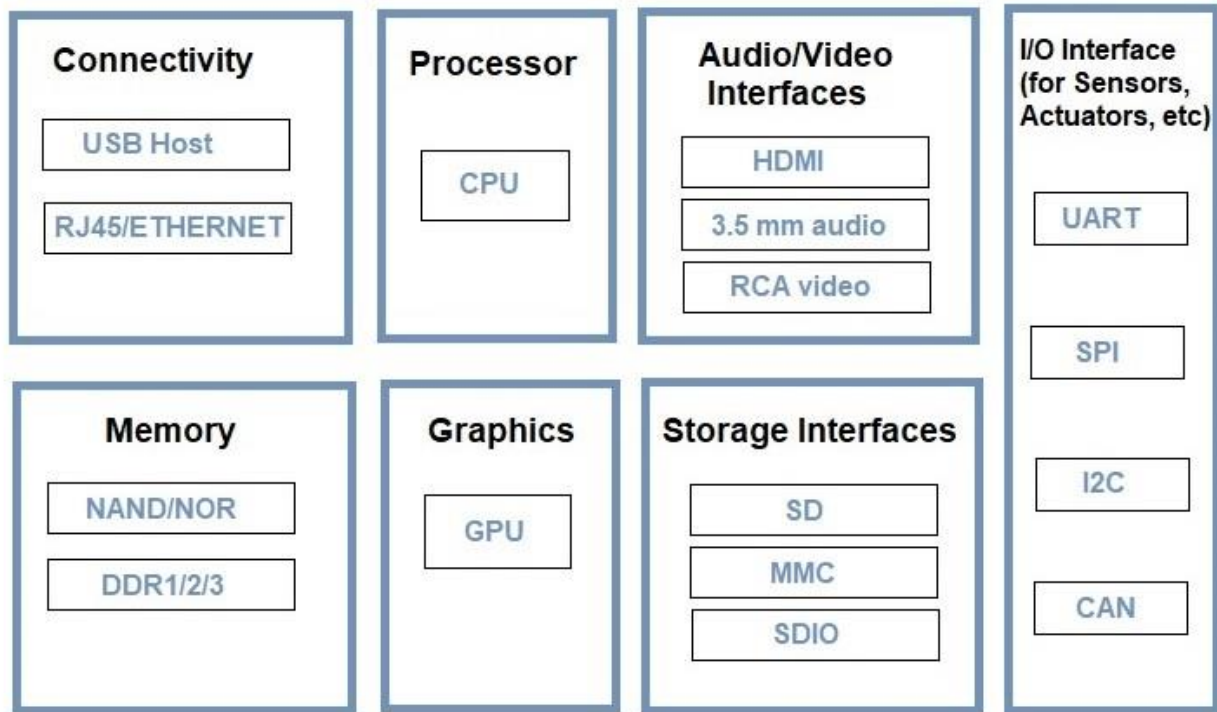 Connectivity
USB Host
RJ45/ETHERNET
Processor
CPU
Audio/Video
Interfaces
HDMI
3.5 mm audio
RCA video
I/O Interface
(for Sensors,
Actuators, etc)
UART
SPI
I2C
CAN
Memory
NAND/NOR
DDR1/2/3
Graphics
GPU
Storage Interfaces
SD
MMC
SDIO